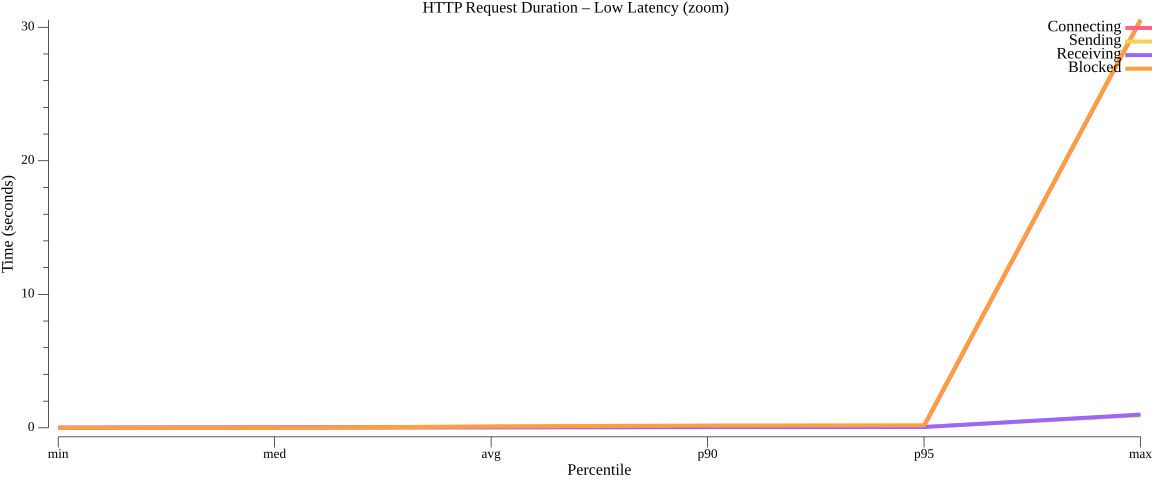 HTTP Request Duration – Low Latency (zoom)
Connecting
Sending
Receiving
Blocked
Time (seconds)
30
20
10
0
min med avg p90 p95 max
Percentile